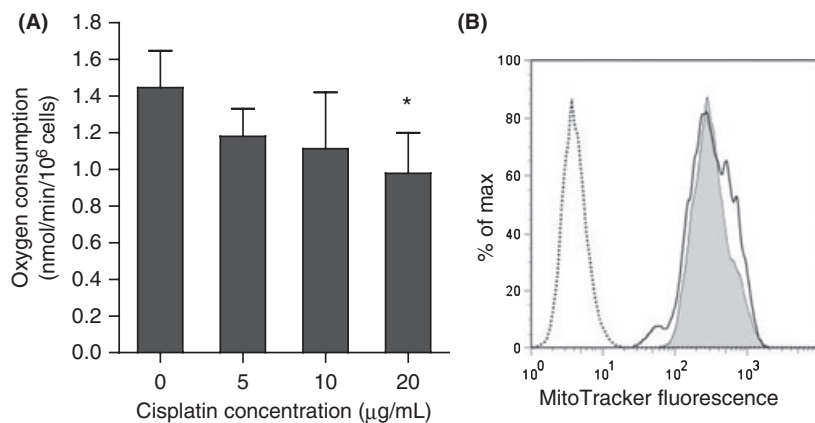 (A)
Oxygen consumption
(nmol/min/10⁶ cells)
1.8
1.6
1.4
1.2
1.0
0.8
0.6
0.4
0.2
0.0
*
0 5 10 20
Cisplatin concentration (μg/mL)
(B)
% of max
100
80
60
40
20
0
10⁰ 10¹ 10² 10³
MitoTracker fluorescence